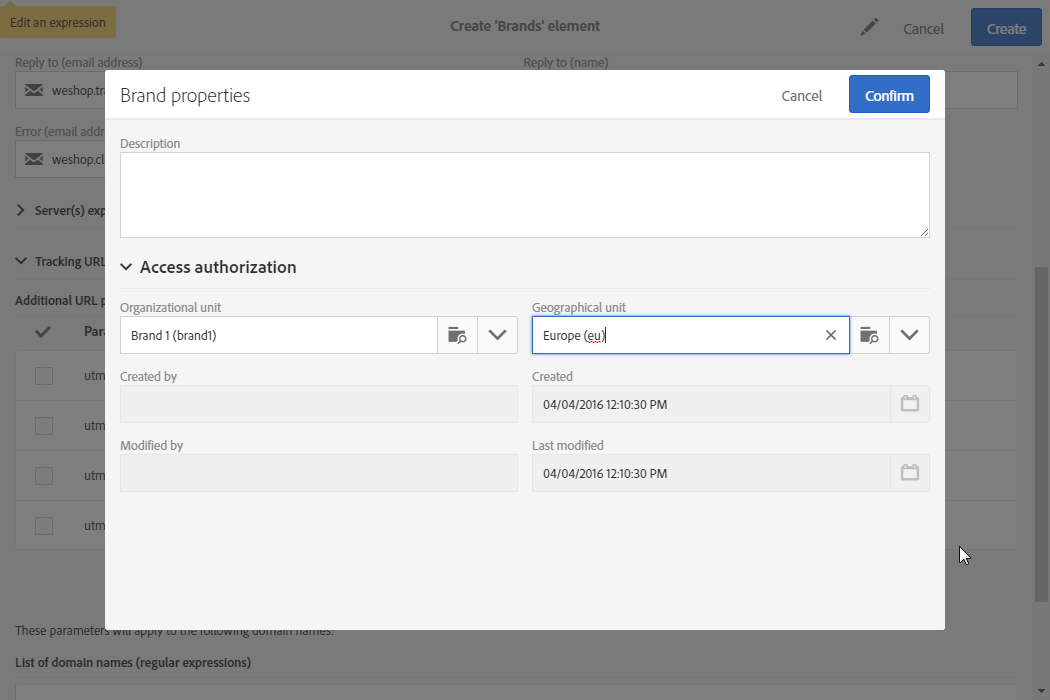 Edit an expression
Create 'Brands' element
Cancel
Create
Reply to (email address)
Reply to (name)
weshop.tra
Error (email addr
weshop.cl
Server(s) exp
Tracking URL
Additional URL p
Para
utm
utm
utm
utm
Brand properties
Cancel
Confirm
Description
Access authorization
Organizational unit
Geographical unit
Brand 1 (brand1)
Europe (eu)
Created by
Created
04/04/2016 12:10:30 PM
Modified by
Last modified
04/04/2016 12:10:30 PM
These parameters will apply to the following domain names:
List of domain names (regular expressions)